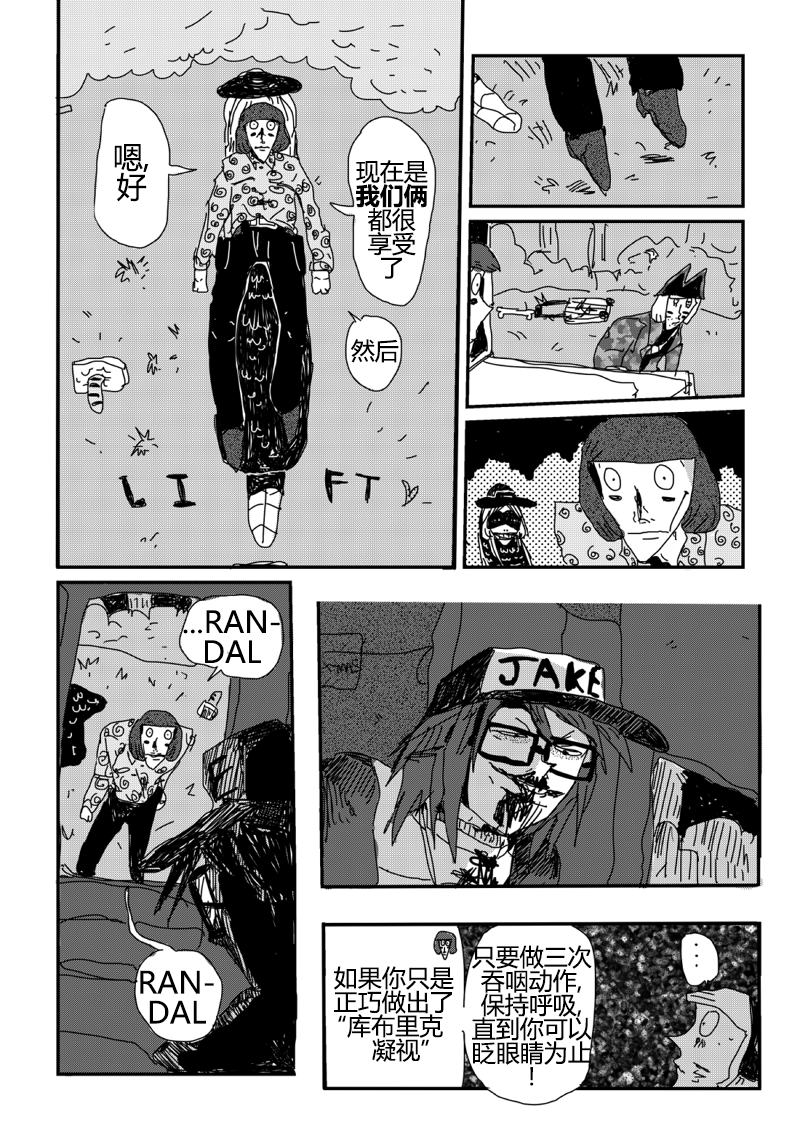 嗯,
好
现在是
我们俩
都很
享受
了
然后
LIFT
...RAN-
DAL
RAN-
DAL
JAKE
如果你只是
正巧做出了
“库布里克
凝视”
只要做三次
吞咽动作,
保持呼吸,
直到你可以
眨眼睛为止
!
...